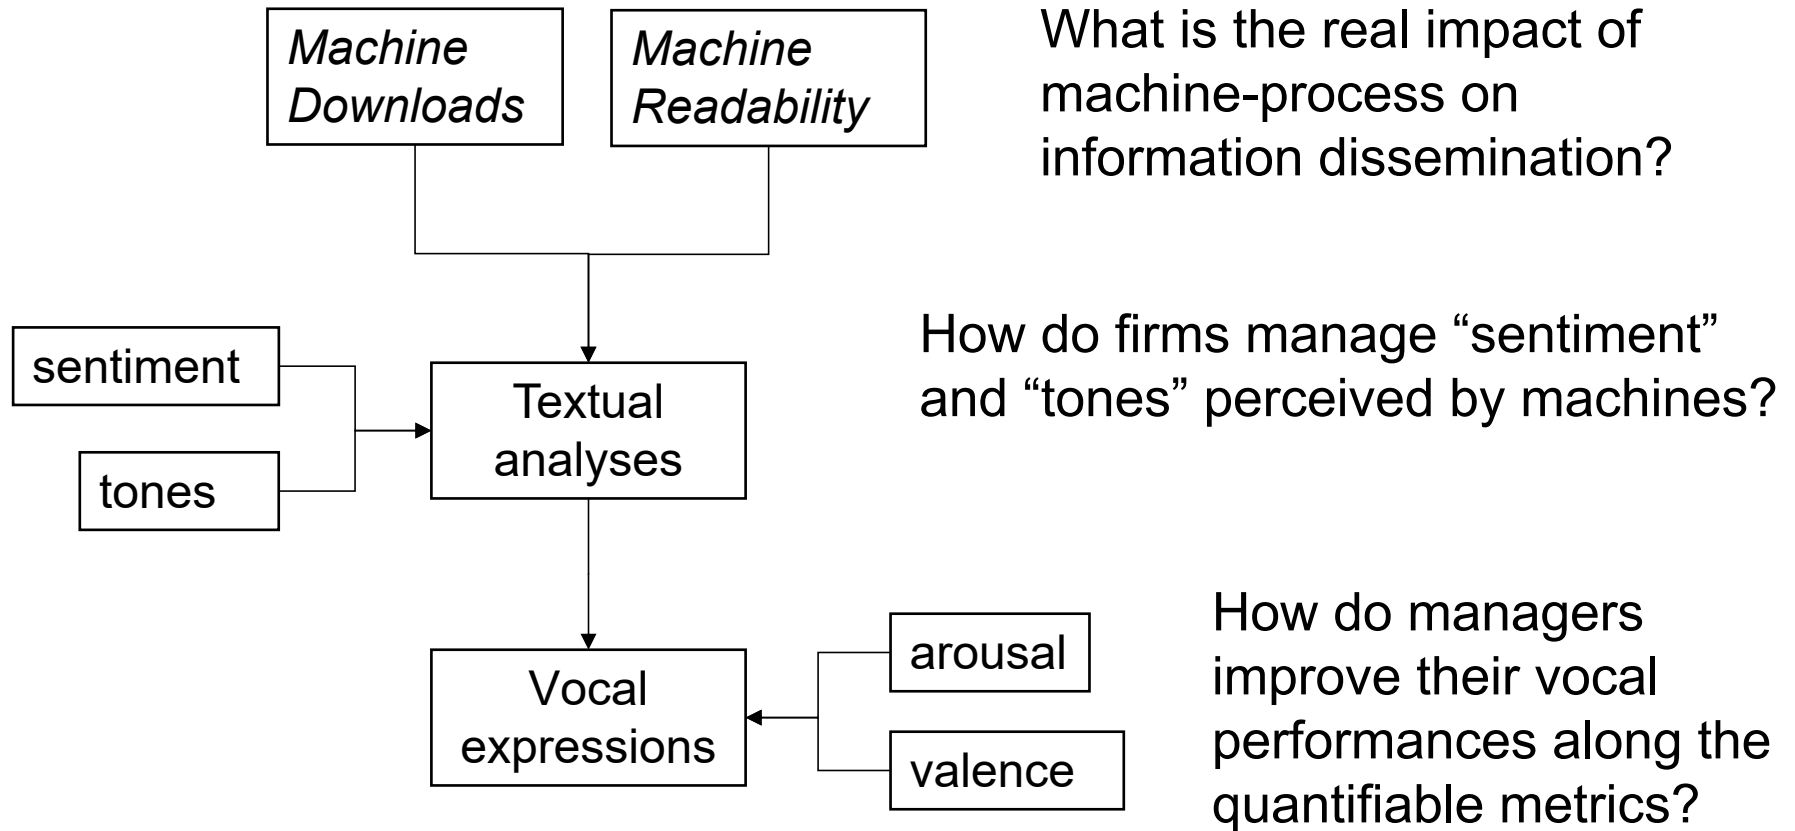 Machine
Downloads
Machine
Readability
What is the real impact of
machine-process on
information dissemination?
sentiment
tones
Textual
analyses
How do firms manage “sentiment”
and “tones” perceived by machines?
Vocal
expressions
arousal
valence
How do managers
improve their vocal
performances along the
quantifiable metrics?